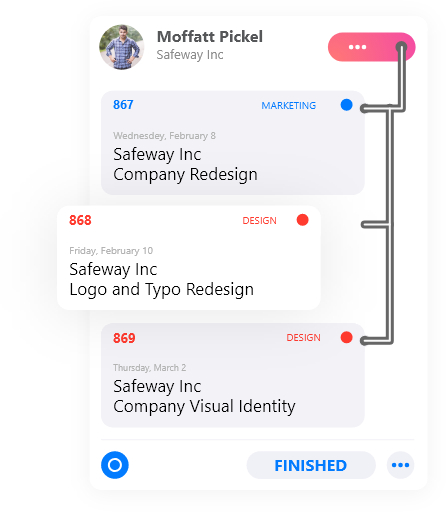 Moffatt Pickel
Safeway Inc
867 MARKETING
Wednesday, February 8
Safeway Inc
Company Redesign
868 DESIGN
Friday, February 10
Safeway Inc
Logo and Typo Redesign
869 DESIGN
Thursday, March 2
Safeway Inc
Company Visual Identity
FINISHED